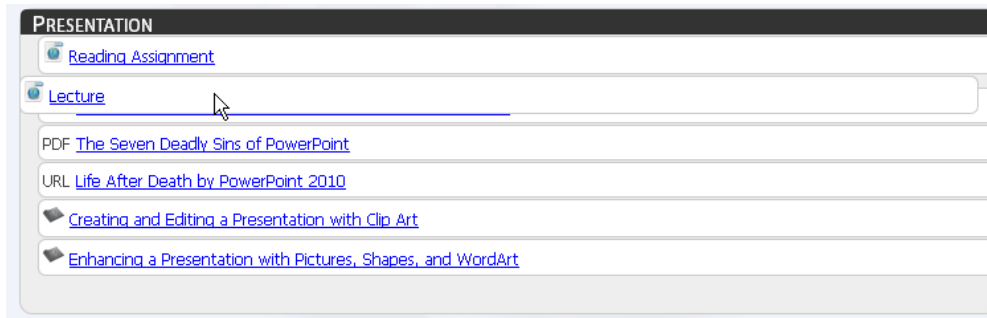 PRESENTATION
Reading Assignment
Lecture
PDF The Seven Deadly Sins of PowerPoint
URL Life After Death by PowerPoint 2010
Creating and Editing a Presentation with Clip Art
Enhancing a Presentation with Pictures, Shapes, and WordArt